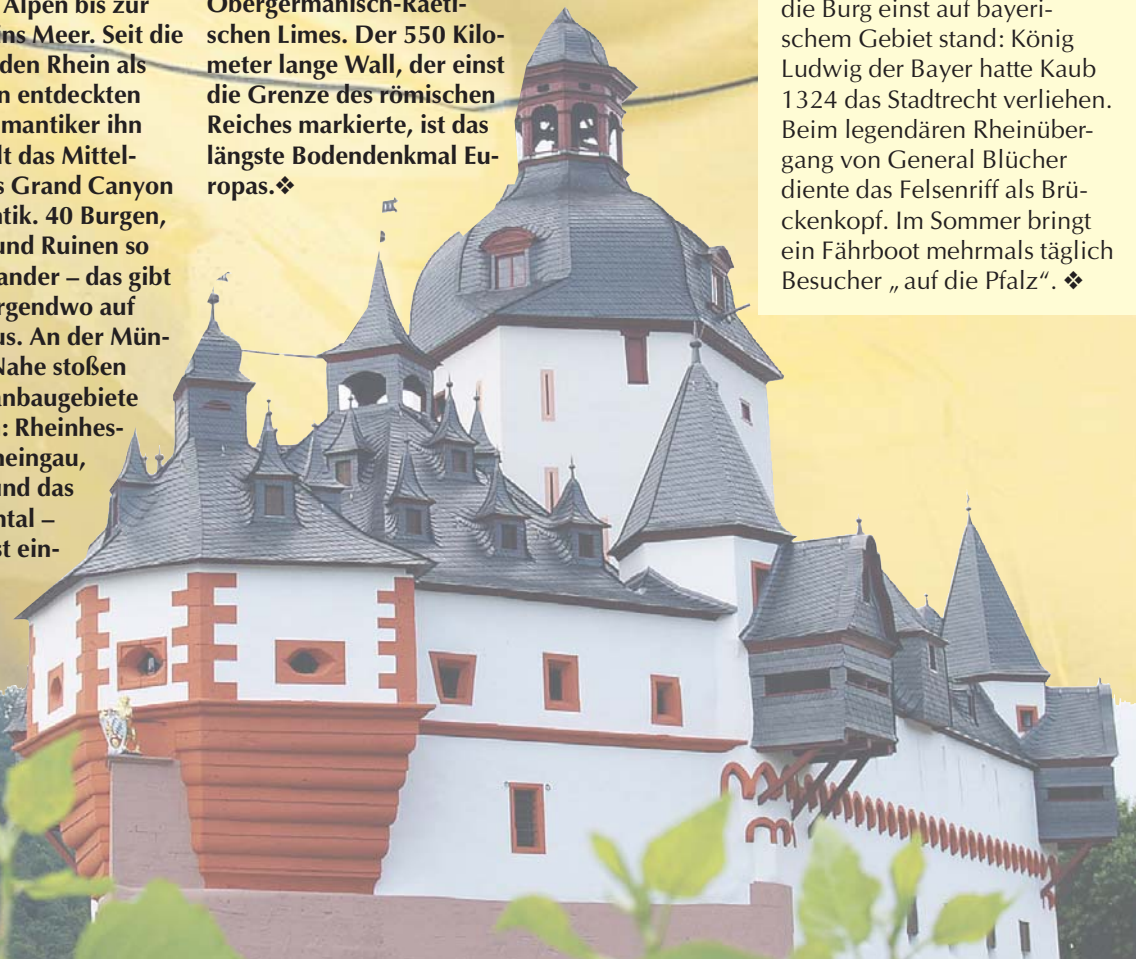 Alpen bis zur
ins Meer. Seit die
den Rhein als
n entdeckten
mantiker ihn
lt das Mittel-
s Grand Canyon
ntik. 40 Burgen,
und Ruinen so
ander – das gibt
irgendwo auf
us. An der Mün-
Nahe stoßen
anbaugebiete
: Rheinhes-
heingau,
und das
ntal –
st ein-
Obergermanisch-Raeti-
schen Limes. Der 550 Kilo-
meter lange Wall, der einst
die Grenze des römischen
Reiches markierte, ist das
längste Bodendenkmal Eu-
ropas.❖
die Burg einst auf bayeri-
schem Gebiet stand: König
Ludwig der Bayer hatte Kaub
1324 das Stadtrecht verliehen.
Beim legendären Rheinüber-
gang von General Blücher
diente das Felsenriff als Brü-
ckenkopf. Im Sommer bringt
ein Fährboot mehrmals täglich
Besucher „ auf die Pfalz“. ❖